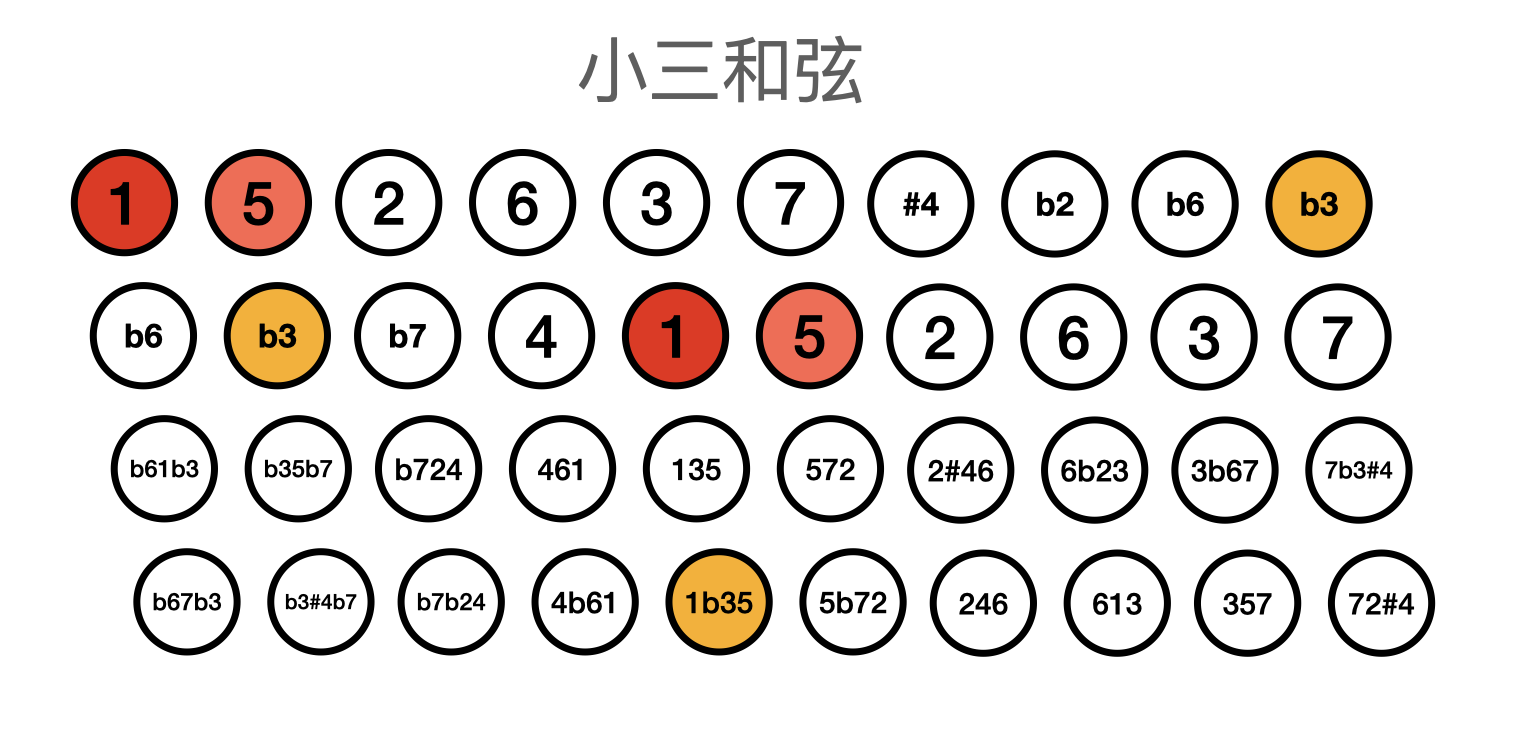 小三和弦
1 5 2 6 3 7 #4 b2 b6 b3
b6 b3 b7 4 1 5 2 6 3 7
b61b3 b35b7 b724 461 135 572 2#46 6b23 3b67 7b3#4
b67b3 b3#4b7 b7b24 4b61 1b35 5b72 246 613 357 72#4